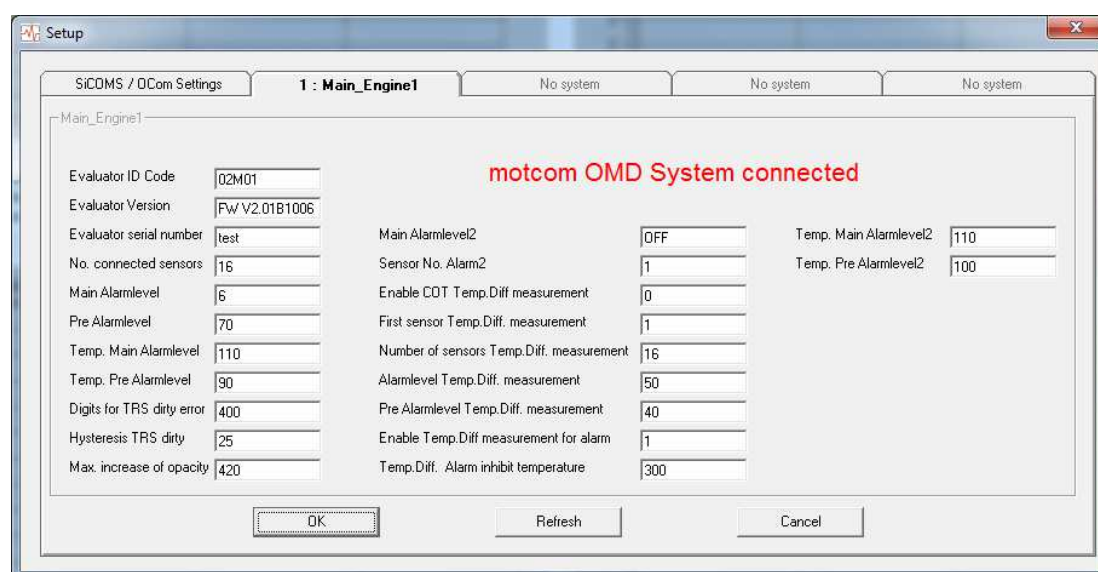 Setup
SiCOMS / OCom Settings
1 : Main_Engine1
No system
No system
No system
Main_Engine1
motcom OMD System connected
Evaluator ID Code 02M01
Evaluator Version FW V2.01B1006
Evaluator serial number test
No. connected sensors 16
Main Alarmlevel 6
Pre Alarmlevel 70
Temp. Main Alarmlevel 110
Temp. Pre Alarmlevel 90
Digits for TRS dirty error 400
Hysteresis TRS dirty 25
Max. increase of opacity 420
Main Alarmlevel2 OFF
Sensor No. Alarm2 1
Enable COT Temp.Diff measurement 0
First sensor Temp.Diff. measurement 1
Number of sensors Temp.Diff. measurement 16
Alarmlevel Temp.Diff. measurement 50
Pre Alarmlevel Temp.Diff. measurement 40
Enable Temp.Diff measurement for alarm 1
Temp.Diff. Alarm inhibit temperature 300
Temp. Main Alarmlevel2 110
Temp. Pre Alarmlevel2 100
OK
Refresh
Cancel